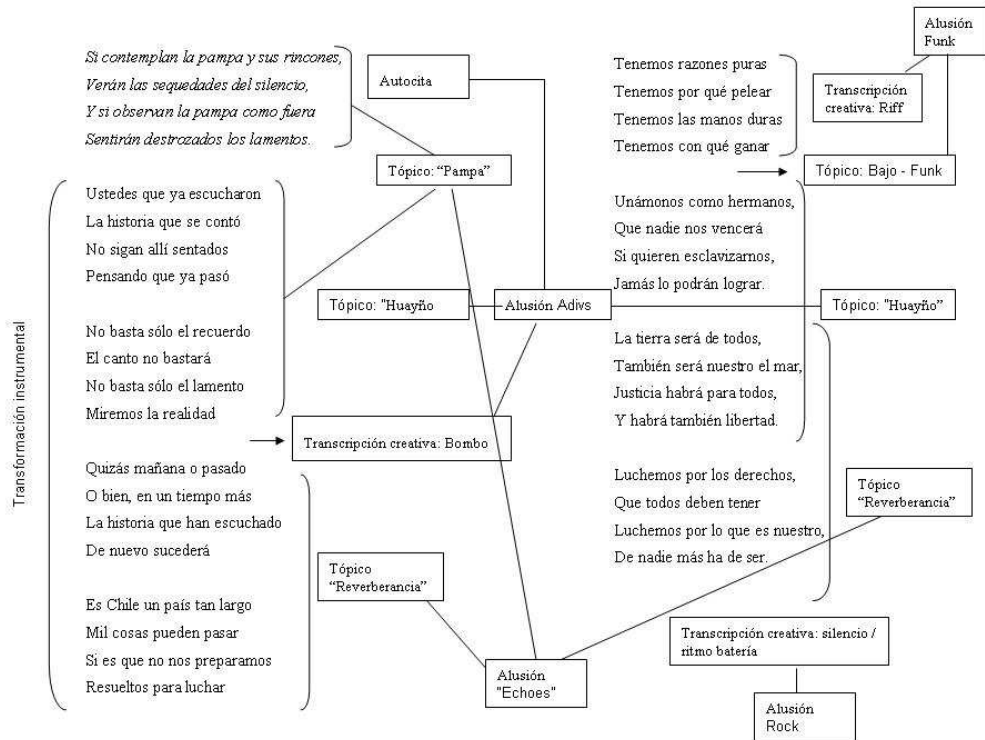 Transformación instrumental
Si contemplan la pampa y sus rincones,
Verán las sequedades del silencio,
Y si observan la pampa como fuera
Sentirán destrozados los lamentos.
Autocita
Tópico: “Pampa”
Ustedes que ya escucharon
La historia que se contó
No sigan allí sentados
Pensando que ya pasó
Tópico: "Huayño
Alusión Adivs
No basta sólo el recuerdo
El canto no bastará
No basta sólo el lamento
Miremos la realidad
Transcripción creativa: Bombo
Quizás mañana o pasado
O bien, en un tiempo más
La historia que han escuchado
De nuevo sucederá
Tópico
“Reverberancia”
Es Chile un país tan largo
Mil cosas pueden pasar
Si es que no nos preparamos
Resueltos para luchar
Alusión
"Echoes"
Tenemos razones puras
Tenemos por qué pelear
Tenemos las manos duras
Tenemos con qué ganar
Alusión
Funk
Transcripción
creativa: Riff
Tópico: Bajo - Funk
Unámonos como hermanos,
Que nadie nos vencerá
Si quieren esclavizarnos,
Jamás lo podrán lograr.
Tópico: "Huayño”
La tierra será de todos,
También será nuestro el mar,
Justicia habrá para todos,
Y habrá también libertad.
Luchemos por los derechos,
Que todos deben tener
Luchemos por lo que es nuestro,
De nadie más ha de ser.
Tópico
“Reverberancia”
Transcripción creativa: silencio /
ritmo batería
Alusión
Rock